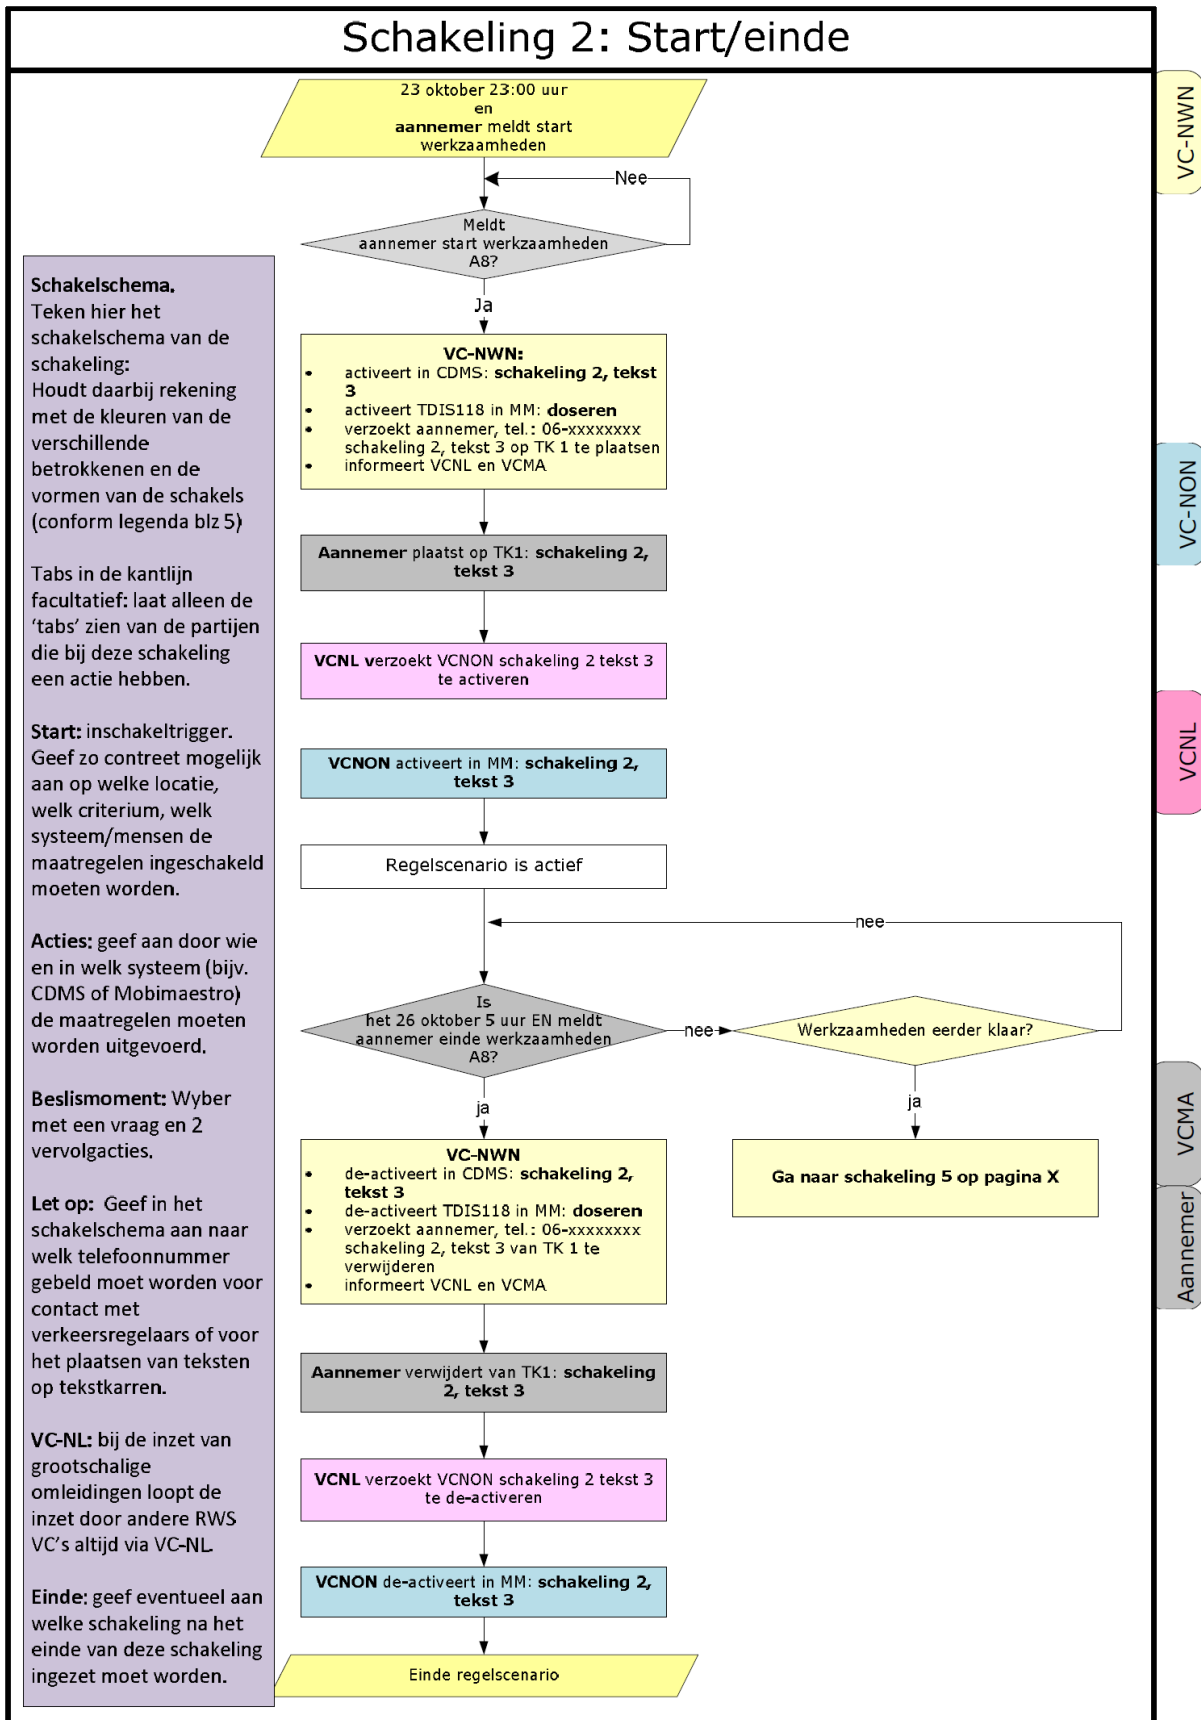 Schakeling 2: Start/einde
23 oktober 23:00 uur
en
aannemer meldt start
werkzaamheden
Nee
Meldt
aannemer start werkzaamheden
A8?
Ja
VC-NWN:
• activeert in CDMS: schakeling 2, tekst
3
• activeert TDIS118 in MM: doseren
• verzoekt aannemer, tel.: 06-xxxxxxxx
schakeling 2, tekst 3 op TK 1 te plaatsen
• informeert VCNL en VCMA
Aannemer plaatst op TK1: schakeling 2,
tekst 3
VCNL verzoekt VCNON schakeling 2 tekst 3
te activeren
VCNON activeert in MM: schakeling 2,
tekst 3
Regelscenario is actief
nee
Is
het 26 oktober 5 uur EN meldt
aannemer einde werkzaamheden
A8?
nee
Werkzaamheden eerder klaar?
ja
ja
VC-NWN
• de-activeert in CDMS: schakeling 2,
tekst 3
• de-activeert TDIS118 in MM: doseren
• verzoekt aannemer, tel.: 06-xxxxxxxx
schakeling 2, tekst 3 van TK 1 te
verwijderen
• informeert VCNL en VCMA
Ga naar schakeling 5 op pagina X
Aannemer verwijdert van TK1: schakeling
2, tekst 3
VCNL verzoekt VCNON schakeling 2 tekst 3
te de-activeren
VCNON de-activeert in MM: schakeling 2,
tekst 3
Einde regelscenario
Schakelschema.
Teken hier het
schakelschema van de
schakeling:
Houdt daarbij rekening
met de kleuren van de
verschillende
betrokkenen en de
vormen van de schakels
(conform legenda blz 5)
Tabs in de kantlijn
facultatief: laat alleen de
'tabs' zien van de partijen
die bij deze schakeling
een actie hebben.
Start: inschakeltrigger.
Geef zo contreet mogelijk
aan op welke locatie,
welk criterium, welk
systeem/mensen de
maatregelen ingeschakeld
moeten worden.
Acties: geef aan door wie
en in welk systeem (bijv.
CDMS of Mobimaestro)
de maatregelen moeten
worden uitgevoerd.
Beslismoment: Wyber
met een vraag en 2
vervolgacties.
Let op: Geef in het
schakelschema aan naar
welk telefoonnummer
gebeld moet worden voor
contact met
verkeersregelaars of voor
het plaatsen van teksten
op tekstkarren.
VC-NL: bij de inzet van
grootschalige
omleidingen loopt de
inzet door andere RWS
VC's altijd via VC-NL.
Einde: geef eventueel aan
welke schakeling na het
einde van deze schakeling
ingezet moet worden.
VC-NWN
VC-NON
VCNL
VCMA
Aannemer